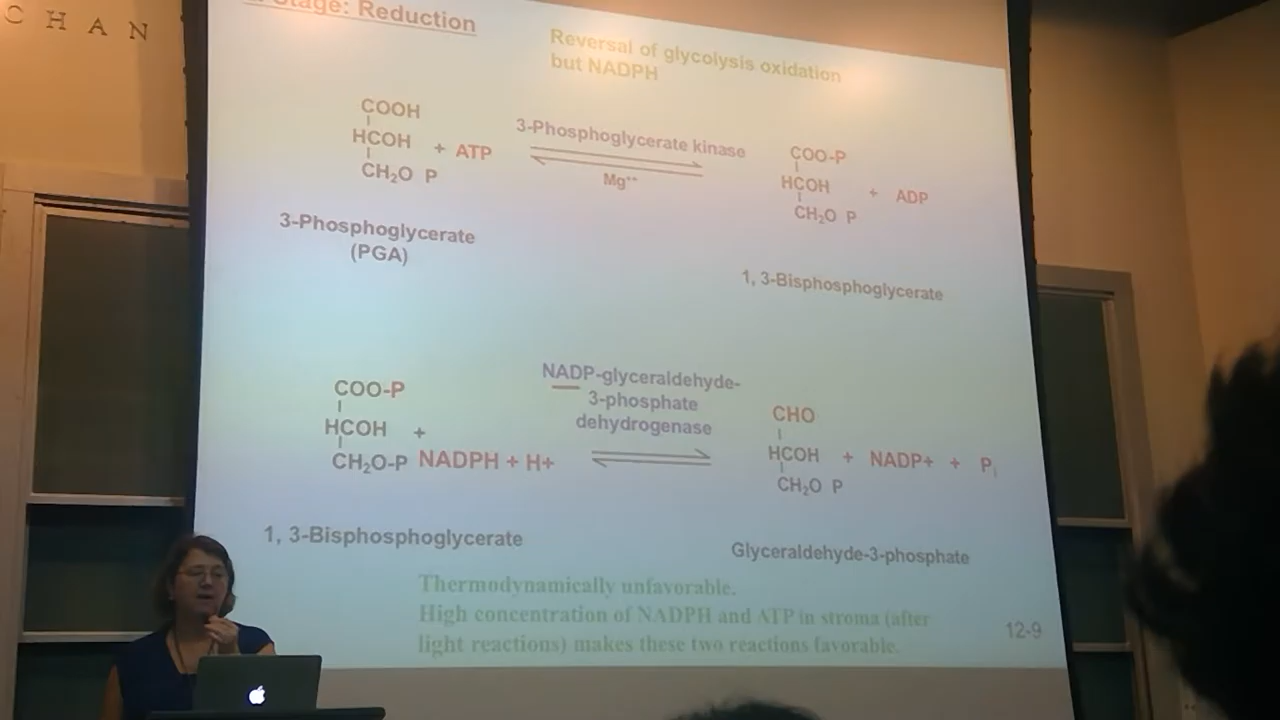 C H A N
Stage: Reduction
Reversal of glycolysis oxidation
but NADPH
COOH
HCOH + ATP
CH₂O P
3-Phosphoglycerate kinase
Mg⁺⁺
COO-P
HCOH + ADP
CH₂O P
3-Phosphoglycerate
(PGA)
1, 3-Bisphosphoglycerate
COO-P
HCOH +
CH₂O-P NADPH + H+
NADP-glyceraldehyde-
3-phosphate
dehydrogenase
CHO
HCOH + NADP+ + Pᵢ
CH₂O P
1, 3-Bisphosphoglycerate
Glyceraldehyde-3-phosphate
Thermodynamically unfavorable.
High concentration of NADPH and ATP in stroma (after
light reactions) makes these two reactions favorable.
12-9